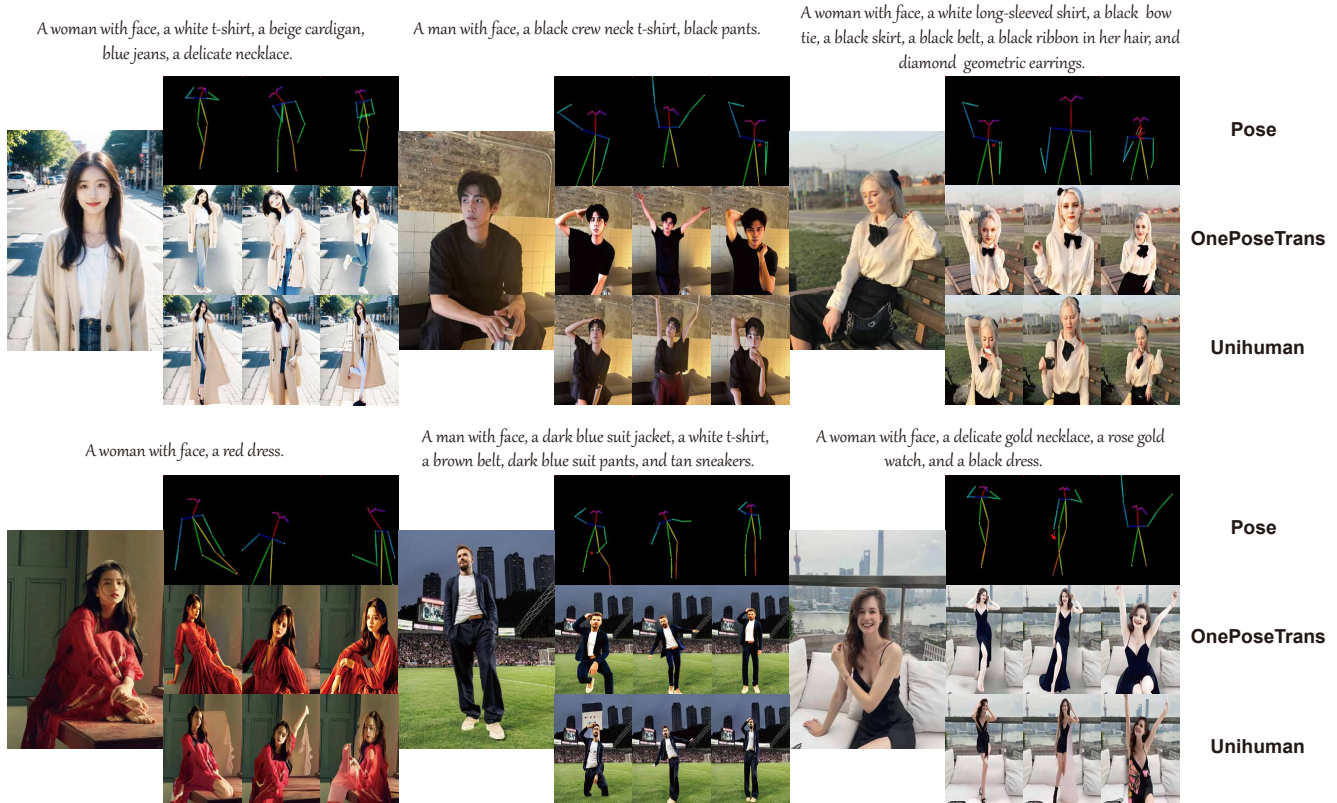 A woman with face, a white t-shirt, a beige cardigan,
blue jeans, a delicate necklace.
A man with face, a black crew neck t-shirt, black pants.
A woman with face, a white long-sleeved shirt, a black bow
tie, a black skirt, a black belt, a black ribbon in her hair, and
diamond geometric earrings.
Pose
OnePoseTrans
Unihuman
A woman with face, a red dress.
A man with face, a dark blue suit jacket, a white t-shirt,
a brown belt, dark blue suit pants, and tan sneakers.
A woman with face, a delicate gold necklace, a rose gold
watch, and a black dress.
Pose
OnePoseTrans
Unihuman